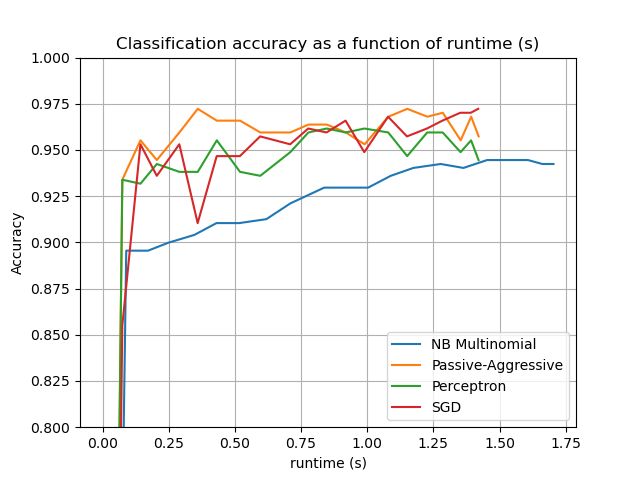 Classification accuracy as a function of runtime (s)
1.000
0.975
0.950
0.925
0.900
0.875
0.850
0.825
0.800
Accuracy
NB Multinomial
Passive-Aggressive
Perceptron
SGD
0.00 0.25 0.50 0.75 1.00 1.25 1.50 1.75
runtime (s)